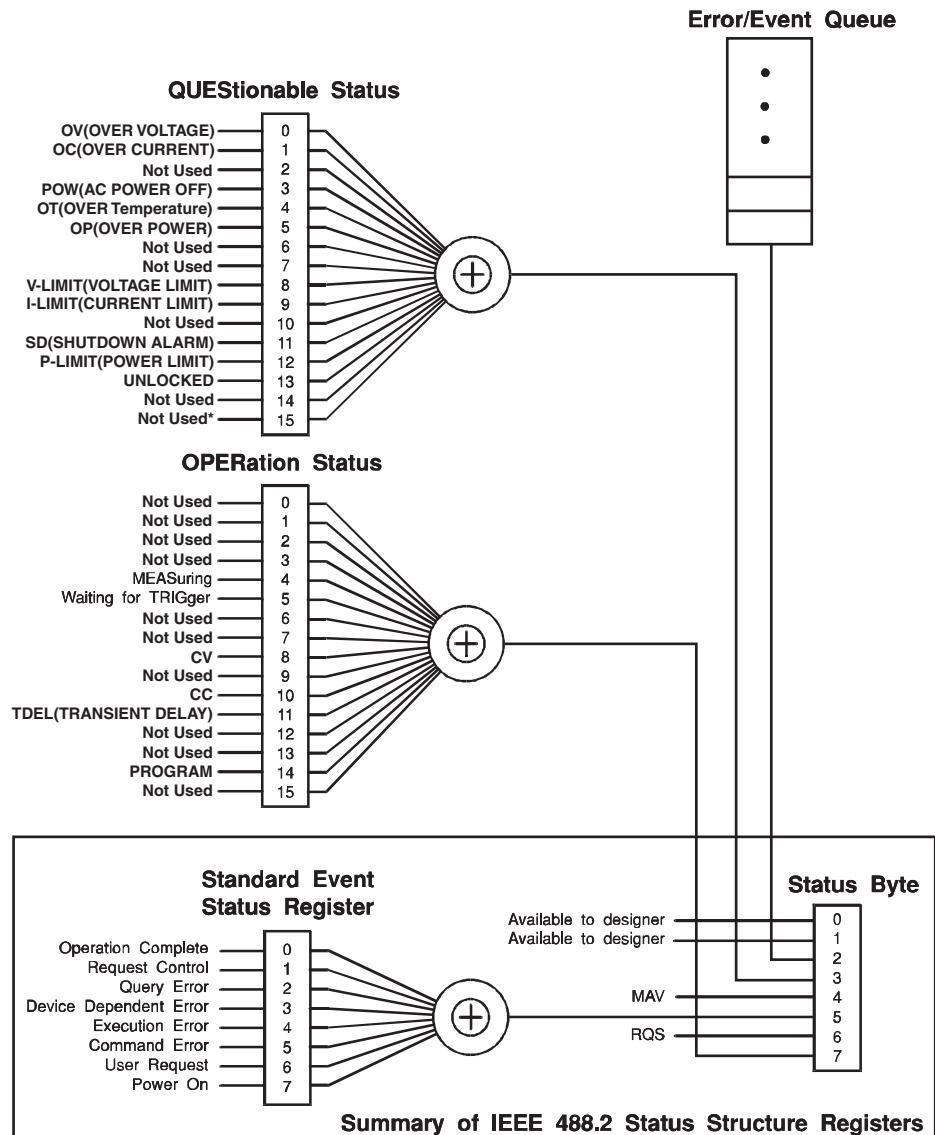 Error/Event Queue
QUEStionable Status
OV(OVER VOLTAGE) 0
OC(OVER CURRENT) 1
Not Used 2
POW(AC POWER OFF) 3
OT(OVER Temperature) 4
OP(OVER POWER) 5
Not Used 6
Not Used 7
V-LIMIT(VOLTAGE LIMIT) 8
I-LIMIT(CURRENT LIMIT) 9
Not Used 10
SD(SHUTDOWN ALARM) 11
P-LIMIT(POWER LIMIT) 12
UNLOCKED 13
Not Used 14
Not Used* 15
OPERation Status
Not Used 0
Not Used 1
Not Used 2
Not Used 3
MEASuring 4
Waiting for TRIGger 5
Not Used 6
Not Used 7
CV 8
Not Used 9
CC 10
TDEL(TRANSIENT DELAY) 11
Not Used 12
Not Used 13
PROGRAM 14
Not Used 15
Standard Event
Status Register
Operation Complete 0
Request Control 1
Query Error 2
Device Dependent Error 3
Execution Error 4
Command Error 5
User Request 6
Power On 7
Status Byte
Available to designer 0
Available to designer 1
2
3
MAV 4
5
RQS 6
7
Summary of IEEE 488.2 Status Structure Registers